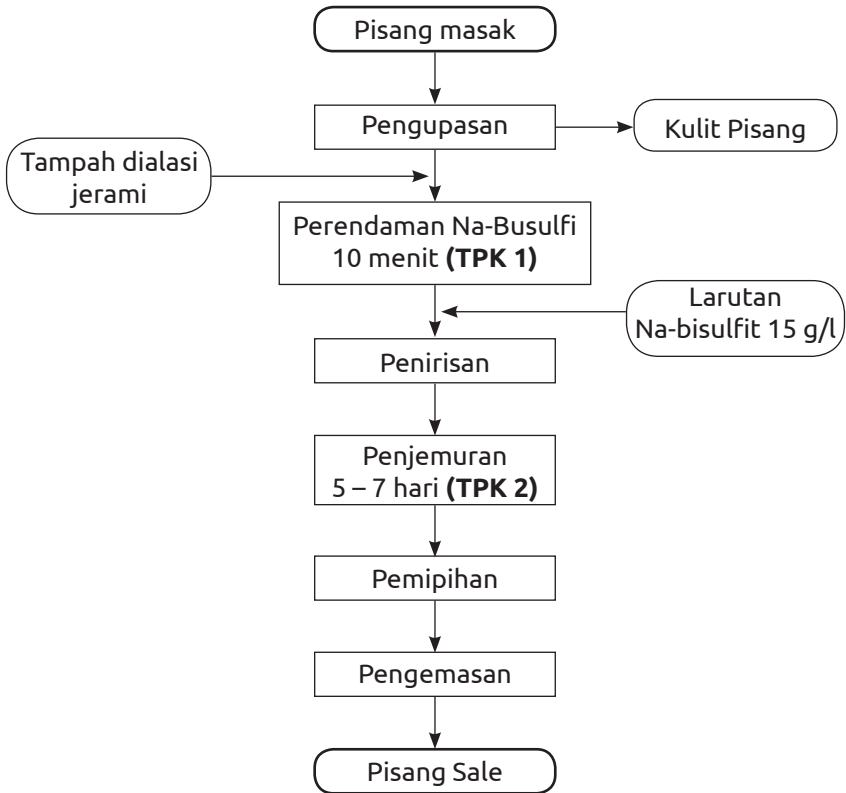 Pisang masak
Pengupasan
Kulit Pisang
Tampah dialasi
jerami
Perendaman Na-Busulfi
10 menit (TPK 1)
Larutan
Na-bisulfit 15 g/l
Penirisan
Penjemuran
5 – 7 hari (TPK 2)
Pemipihan
Pengemasan
Pisang Sale